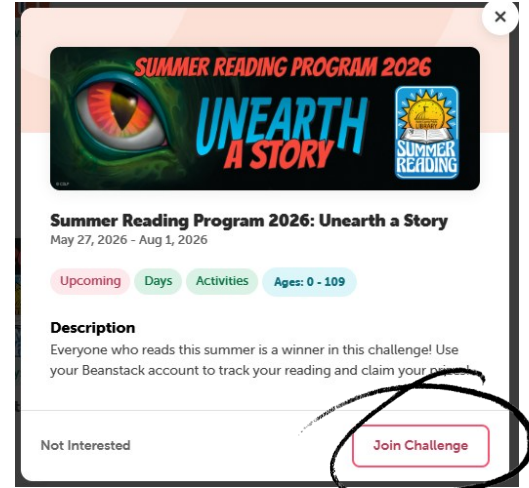 SUMMER READING PROGRAM 2026
UNEARTH
A STORY
LIBRARY
SUMMER
READING
Summer Reading Program 2026: Unearth a Story
May 27, 2026 - Aug 1, 2026
Upcoming Days Activities Ages: 0 - 109
Description
Everyone who reads this summer is a winner in this challenge! Use
your Beanstack account to track your reading and claim your prizes!
Not Interested Join Challenge